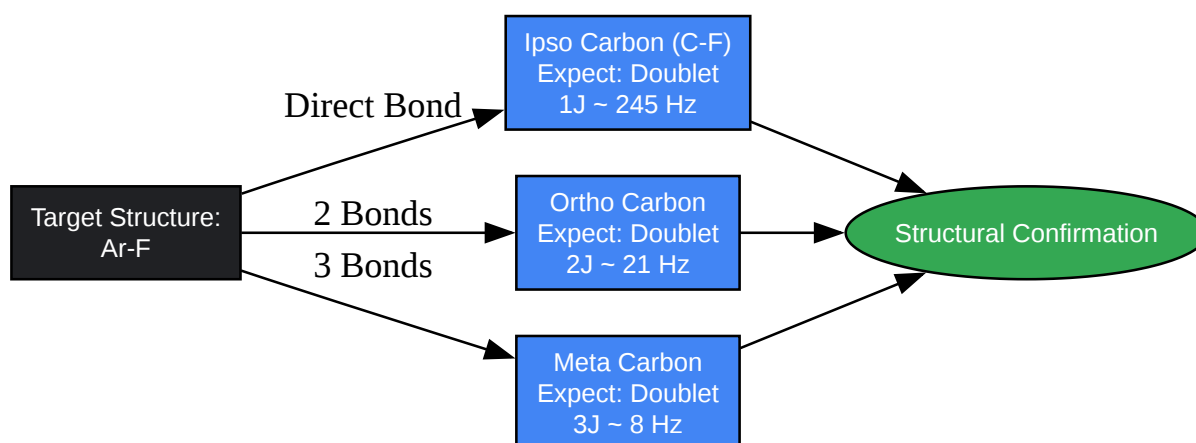 Target Structure:
Ar-F
Direct Bond
2 Bonds
3 Bonds
Ipso Carbon (C-F)
Expect: Doublet
1J ~ 245 Hz
Ortho Carbon
Expect: Doublet
2J ~ 21 Hz
Meta Carbon
Expect: Doublet
3J ~ 8 Hz
Structural Confirmation